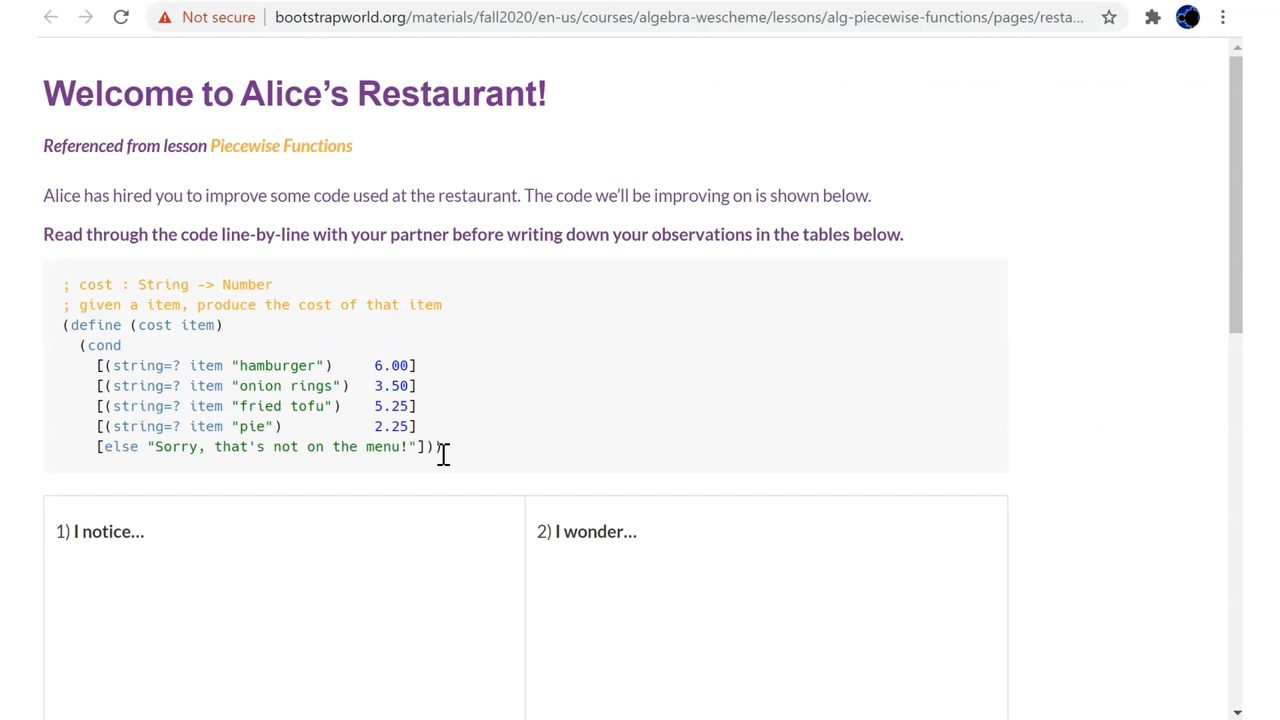 Not secure | bootstrapworld.org/materials/fall2020/en-us/courses/algebra-wescheme/lessons/alg-piecewise-functions/pages/resta...
Welcome to Alice’s Restaurant!
Referenced from lesson Piecewise Functions
Alice has hired you to improve some code used at the restaurant. The code we’ll be improving on is shown below.
Read through the code line-by-line with your partner before writing down your observations in the tables below.
; cost : String -> Number
; given a item, produce the cost of that item
(define (cost item)
(cond
[(string=? item "hamburger") 6.00]
[(string=? item "onion rings") 3.50]
[(string=? item "fried tofu") 5.25]
[(string=? item "pie") 2.25]
[else "Sorry, that's not on the menu!"]))
1) I notice...
2) I wonder...